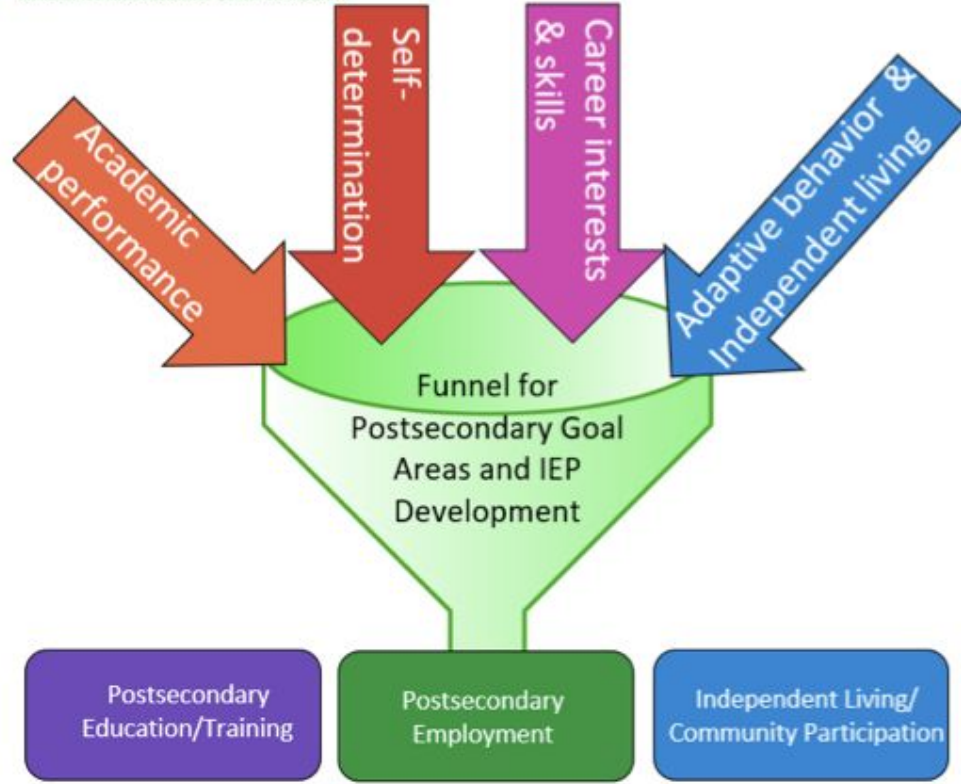 Academic
performance
Self-
determination
Career interests
& skills
Adaptive behavior &
Independent living
Funnel for
Postsecondary Goal
Areas and IEP
Development
Postsecondary
Education/Training
Postsecondary
Employment
Independent Living/
Community Participation